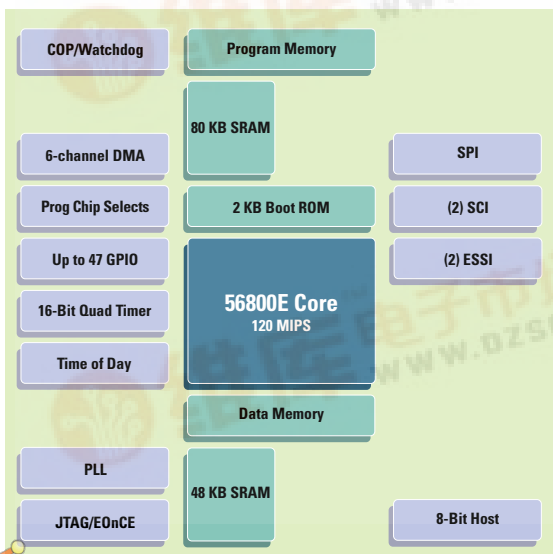 COP/Watchdog
Program Memory
80 KB SRAM
6-channel DMA
SPI
Prog Chip Selects
2 KB Boot ROM
(2) SCI
Up to 47 GPIO
(2) ESSI
56800E Core
120 MIPS
16-Bit Quad Timer
Time of Day
Data Memory
PLL
48 KB SRAM
JTAG/EOnCE
8-Bit Host